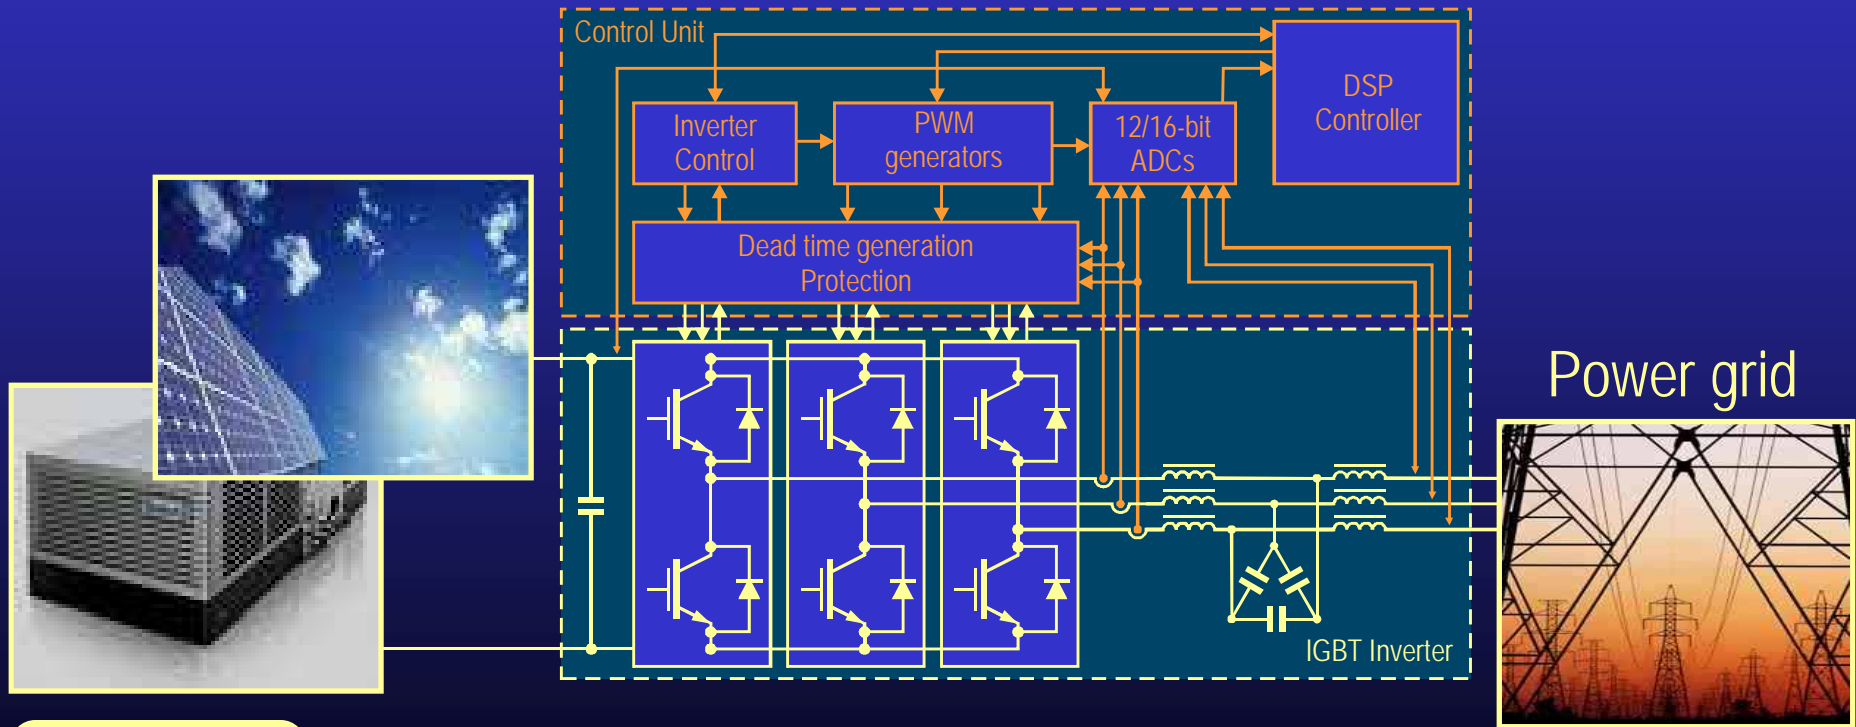 Control Unit
DSP
Controller
Inverter
Control
PWM
generators
12/16-bit
ADCs
Dead time generation
Protection
Power grid
IGBT Inverter